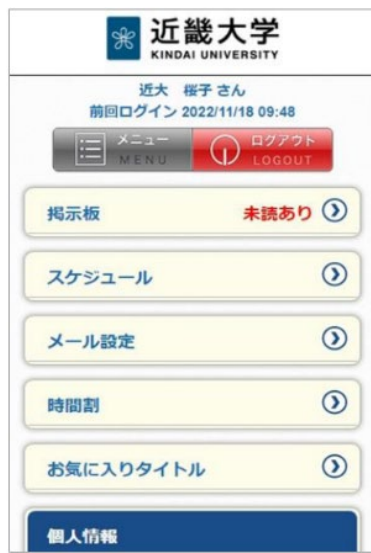 近畿大学
KINDAI UNIVERSITY
近大 桜子 さん
前回ログイン 2022/11/18 09:48
メニュー
MENU
ログアウト
LOGOUT
掲示板 未読あり
スケジュール
メール設定
時間割
お気に入りタイトル
個人情報